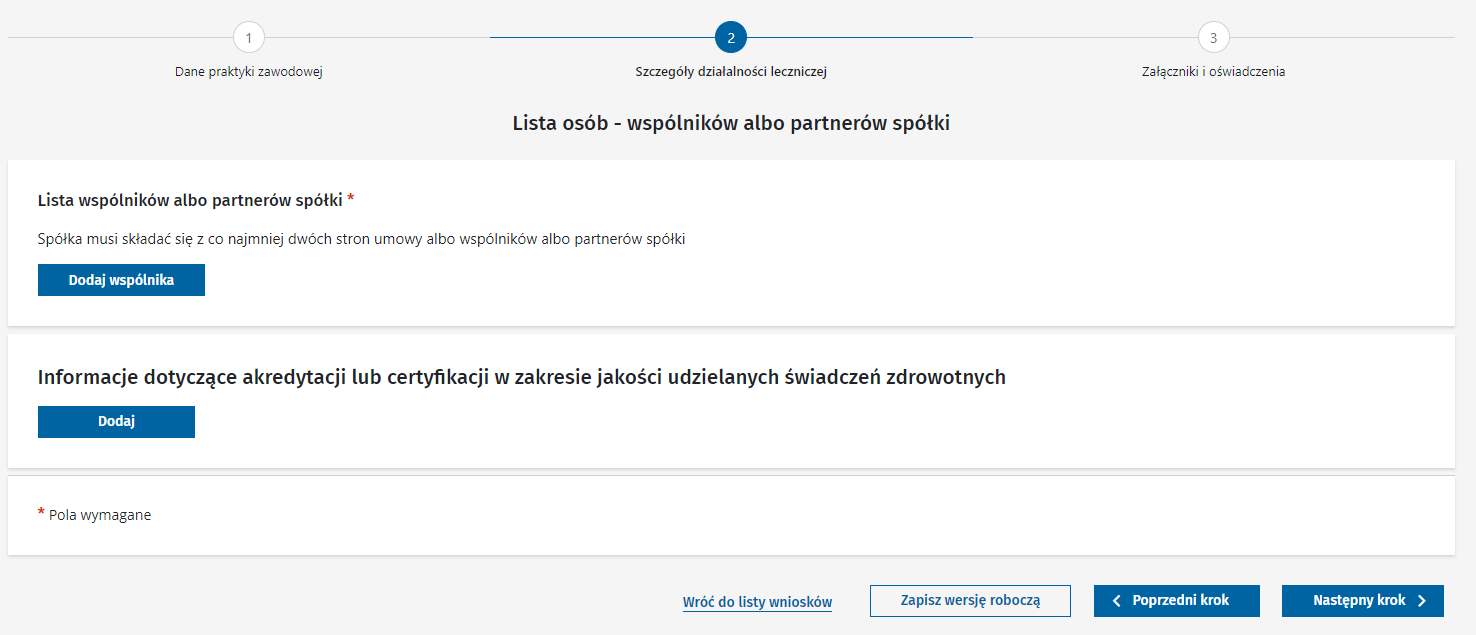 1
2
3
Dane praktyki zawodowej
Szczegóły działalności leczniczej
Załączniki i oświadczenia
Lista osób - wspólników albo partnerów spółki
Lista wspólników albo partnerów spółki *
Spółka musi składać się z co najmniej dwóch stron umowy albo wspólników albo partnerów spółki
Dodaj wspólnika
Informacje dotyczące akredytacji lub certyfikacji w zakresie jakości udzielanych świadczeń zdrowotnych
Dodaj
* Pola wymagane
Wróć do listy wniosków
Zapisz wersję roboczą
Poprzedni krok
Następny krok